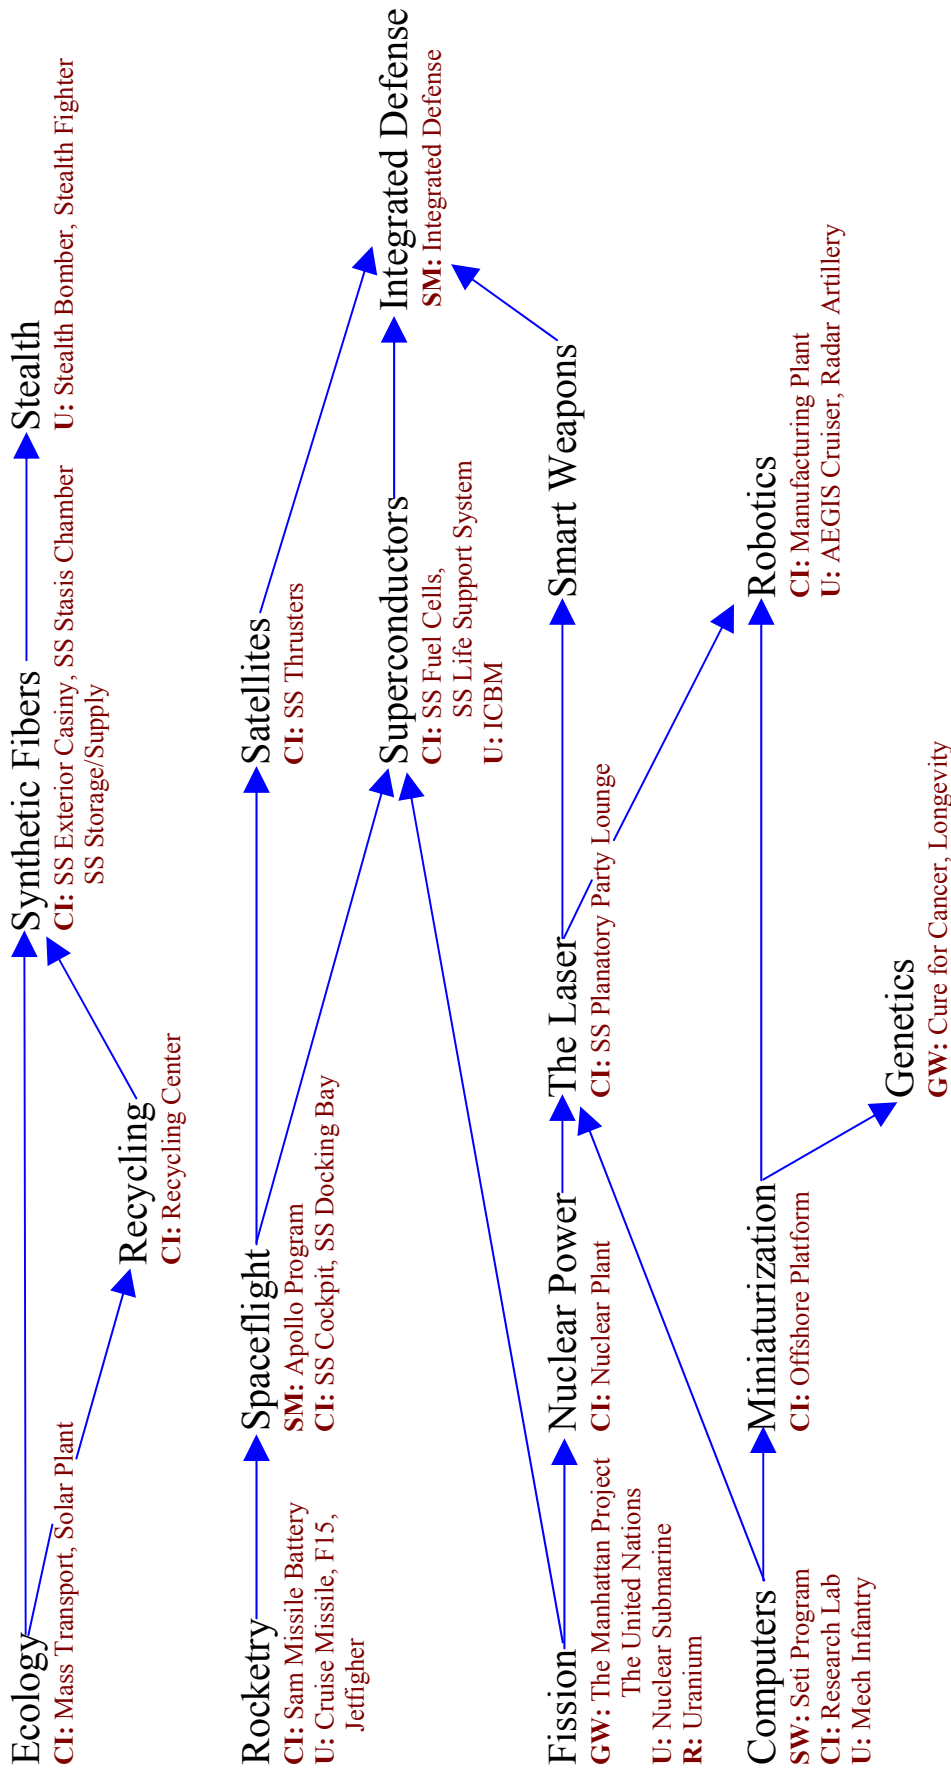 Ecology
CI: Mass Transport, Solar Plant
Recycling
CI: Recycling Center
Synthetic Fibers
CI: SS Exterior Casiny, SS Stasis Chamber
SS Storage/Supply
Stealth
U: Stealth Bomber, Stealth Fighter
Rocketry
CI: Sam Missile Battery
U: Cruise Missile, F15,
Jetfigher
Spaceflight
SM: Apollo Program
CI: SS Cockpit, SS Docking Bay
Satellites
CI: SS Thrusters
Superconductors
CI: SS Fuel Cells,
SS Life Support System
U: ICBM
Integrated Defense
SM: Integrated Defense
Fission
GW: The Manhattan Project
The United Nations
U: Nuclear Submarine
R: Uranium
Nuclear Power
CI: Nuclear Plant
The Laser
CI: SS Planatory Party Lounge
Smart Weapons
Computers
SW: Seti Program
CI: Research Lab
U: Mech Infantry
Miniaturization
CI: Offshore Platform
Robotics
CI: Manufacturing Plant
U: AEGIS Cruiser, Radar Artillery
Genetics
GW: Cure for Cancer, Longevity